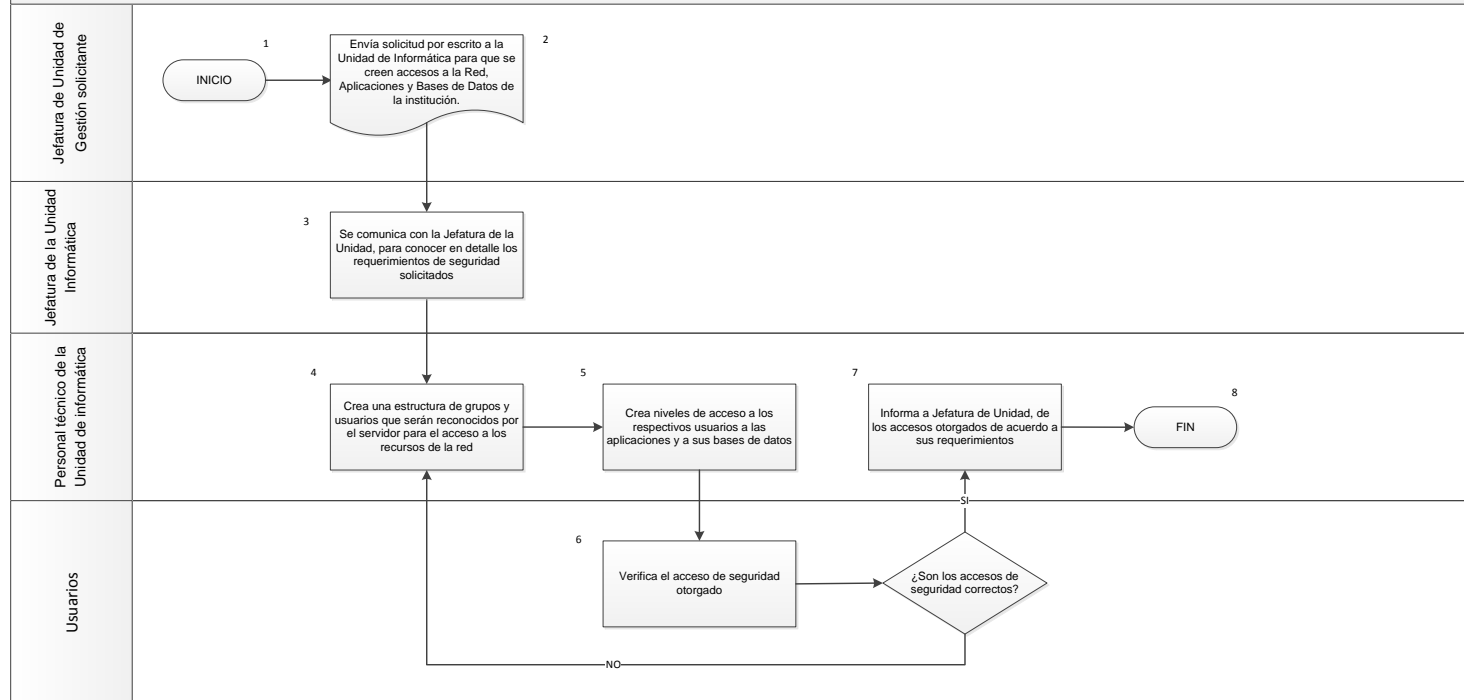 Jefatura de Unidad de
Gestión solicitante
1
INICIO
2
Envía solicitud por escrito a la
Unidad de Informática para que se
creen accesos a la Red,
Aplicaciones y Bases de Datos de
la institución.
Jefatura de la Unidad
Informática
3
Se comunica con la Jefatura de la
Unidad, para conocer en detalle los
requerimientos de seguridad
solicitados
Personal técnico de la
Unidad de informática
4
Crea una estructura de grupos y
usuarios que serán reconocidos por
el servidor para el acceso a los
recursos de la red
5
Crea niveles de acceso a los
respectivos usuarios a las
aplicaciones y a sus bases de datos
7
Informa a Jefatura de Unidad, de
los accesos otorgados de acuerdo a
sus requerimientos
8
FIN
SI
Usuarios
6
Verifica el acceso de seguridad
otorgado
¿Son los accesos de
seguridad correctos?
NO